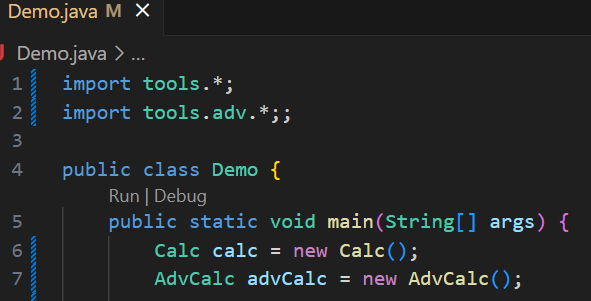 Demo.java M X
Demo.java > ...
1 import tools.*;
2 import tools.adv.*;;
3
4 public class Demo {
Run | Debug
5 public static void main(String[] args) {
6 Calc calc = new Calc();
7 AdvCalc advCalc = new AdvCalc();